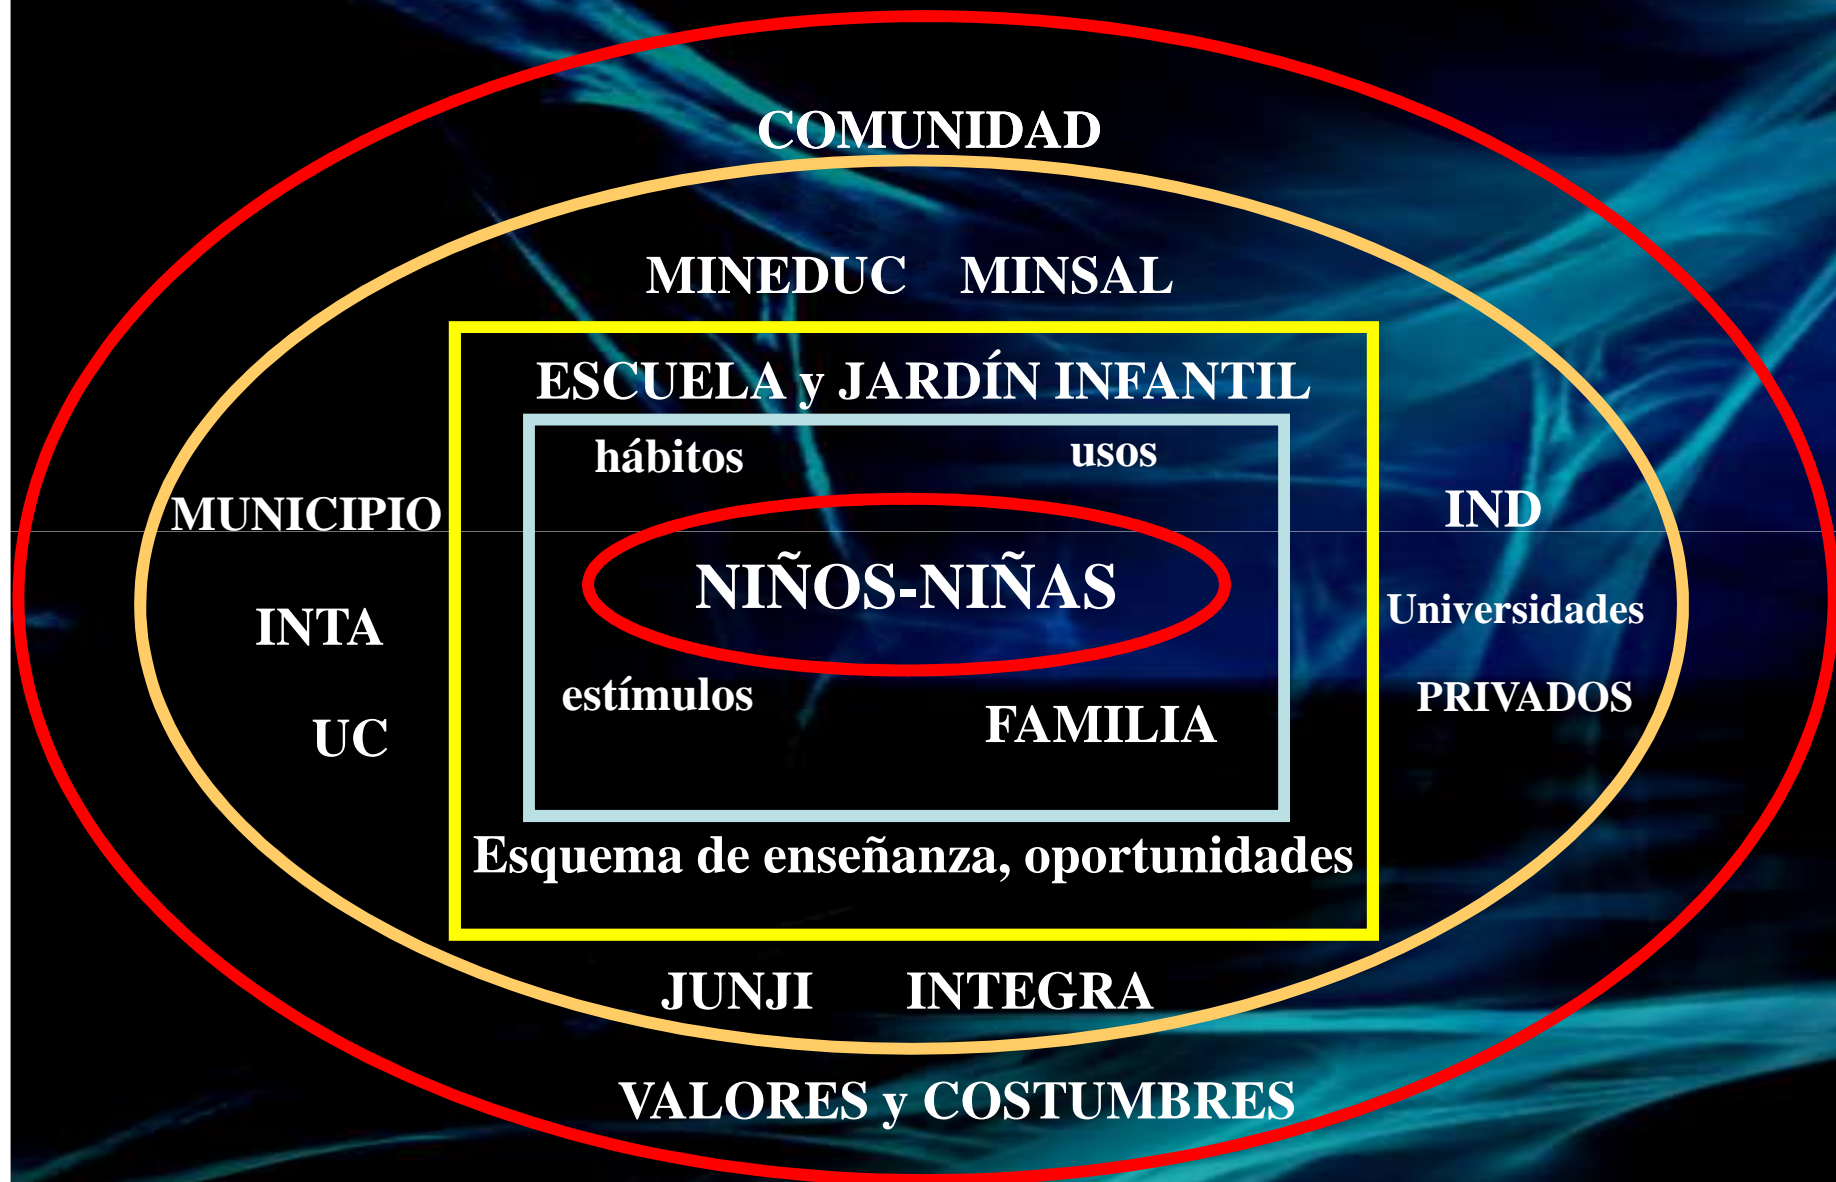 COMUNIDAD
MINEDUC MINSAL
ESCUELA y JARDÍN INFANTIL
hábitos usos
MUNICIPIO IND
NIÑOS-NIÑAS
INTA Universidades
estímulos PRIVADOS
UC FAMILIA
Esquema de enseñanza, oportunidades
JUNJI INTEGRA
VALORES y COSTUMBRES